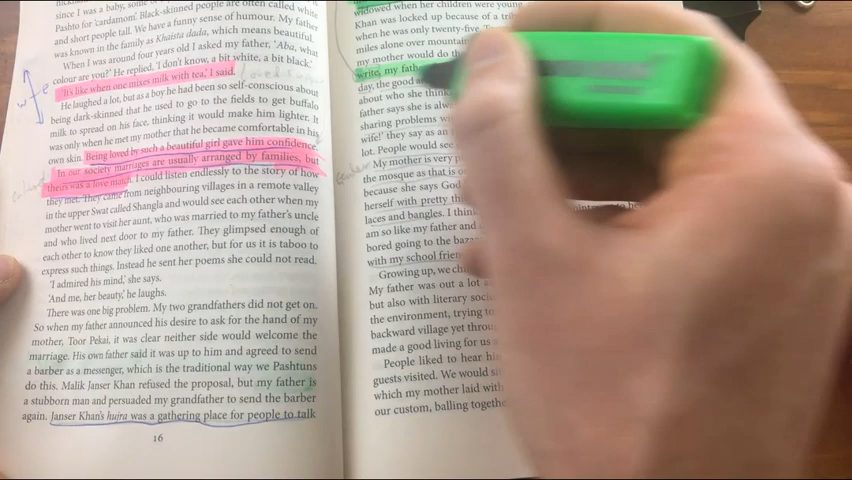 since I was a baby, some
Pashto for 'cardamom'. Black-skinned people are often called white
and short people tall. We have a funny sense of humour. My father
was known in the family as Khaista dada, which means beautiful.
When I was around four years old I asked my father, 'Aba, what
colour are you?' He replied. 'I don't know, a bit white, a bit black,'
'It's like when one mixes milk with tea,' I said.
He laughed a lot, but as a boy he had been so self-conscious about
being dark-skinned that he used to go to the fields to get buffalo
milk to spread on his face, thinking it would make him lighter. It
was only when he met my mother that he became comfortable in his
own skin. Being loved by such a beautiful girl gave him confidence.
In our society marriages are usually arranged by families, but
theirs was a love match. I could listen endlessly to the story of how
they met. They came from neighbouring villages in a remote valley
in the upper Swat called Shangla and would see each other when my
mother went to visit her aunt, who was married to my father's uncle
and who lived next door to my father. They glimpsed enough of
each other to know they liked one another, but for us it is taboo to
express such things. Instead he sent her poems she could not read.
'I admired his mind,' she says.
'And me, her beauty,' he laughs.
There was one big problem. My two grandfathers did not get on.
So when my father announced his desire to ask for the hand of my
mother, Toor Pekai, it was clear neither side would welcome the
marriage. His own father said it was up to him and agreed to send
a barber as a messenger, which is the traditional way we Pashtuns
do this. Malik Janser Khan refused the proposal, but my father is
a stubborn man and persuaded my grandfather to send the barber
again. Janser Khan's hujra was a gathering place for people to talk
16
widowed when her children were young
Khan was locked up because of a
when he was only twenty-five. To
miles alone over mountain
my mother would do th
write, my fath
day, the good
about who she think
father says she is alw
sharing problems wi
wife!' they say as an
lot. People would see
My mother is very p
the mosque as that is o
because she says God
herself with pretty thin
laces and bangles. I think
am so like my father and
bored going to the baza
with my school frien
Growing up, we ch
My father was out a lot a
but also with literary soci
the environment, trying to
backward village yet throu
made a good living for us
People liked to hear hi
guests visited. We would si
which my mother laid with
our custom, balling togethe